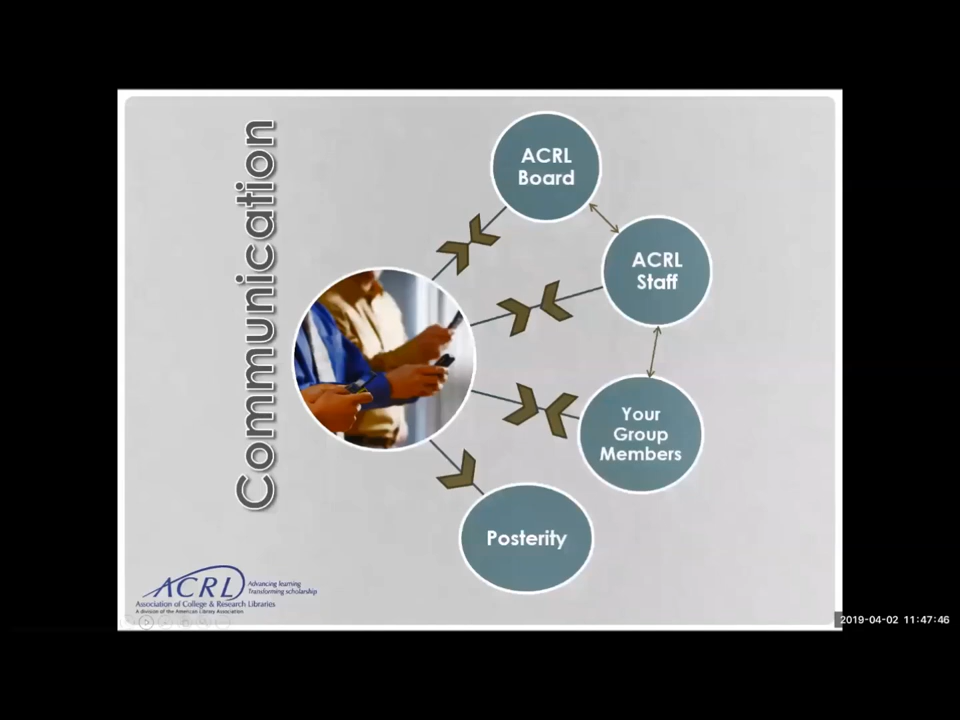 Communication
ACRL
Board
ACRL
Staff
Your
Group
Members
Posterity
ACRL
Advancing learning
Transforming scholarship
Association of College & Research Libraries
A division of the American Library Association
2019-04-02 11:47:46